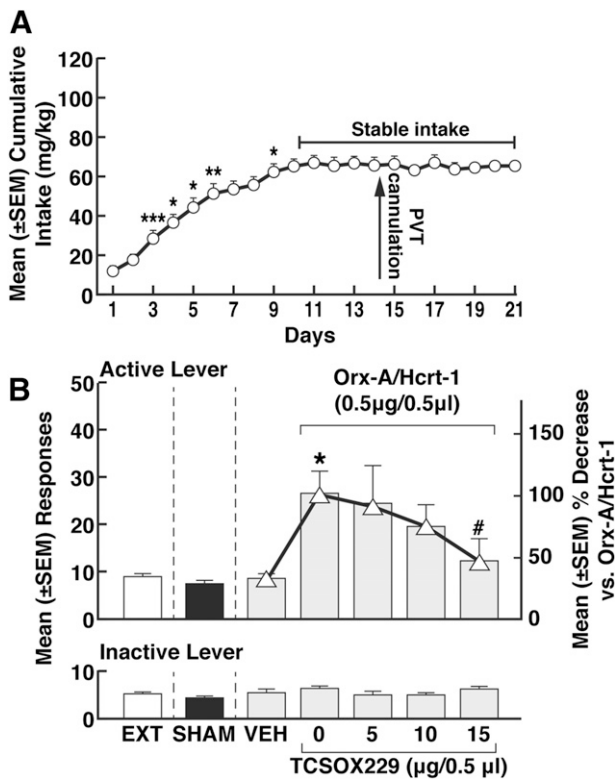 A
Mean (±SEM) Cumulative
Intake (mg/kg)
120
100
80
60
40
20
0
***
*
*
**
*
Stable intake
PVT
cannulation
1 3 5 7 9 11 13 15 17 19 21
Days
B
Active Lever
Orx-A/Hcrt-1
(0.5µg/0.5µl)
Mean (±SEM) Responses
50
40
30
20
10
0
*
#
150
100
50
0
Mean (±SEM) % Decrease
vs. Orx-A/Hcrt-1
Inactive Lever
10
0
EXT SHAM VEH 0 5 10 15
TCSOX229 (µg/0.5 µl)